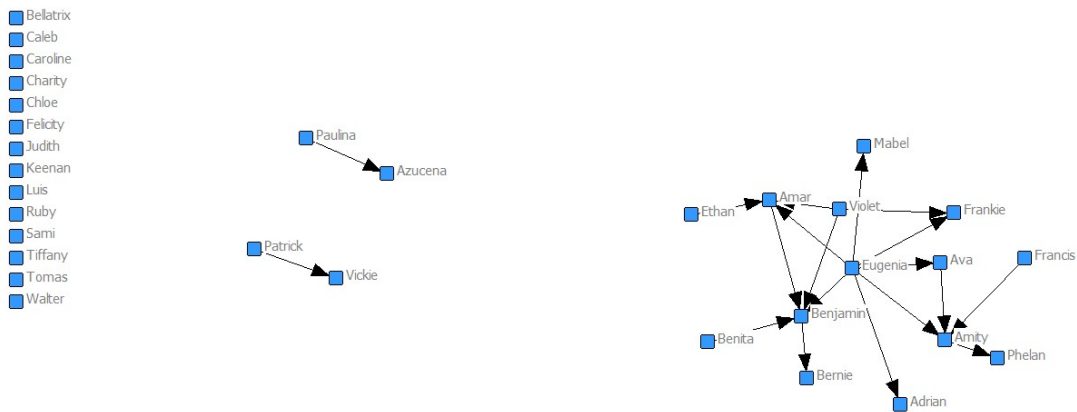 Bellatrix
Caleb
Caroline
Charity
Chloe
Felicity
Judith
Keenan
Luis
Ruby
Sami
Tiffany
Tomas
Walter
Paulina
Azucena
Patrick
Vickie
Mabel
Amar
Violet
Ethan
Frankie
Eugenia
Ava
Francis
Benjamin
Benita
Amity
Phelan
Bernie
Adrian